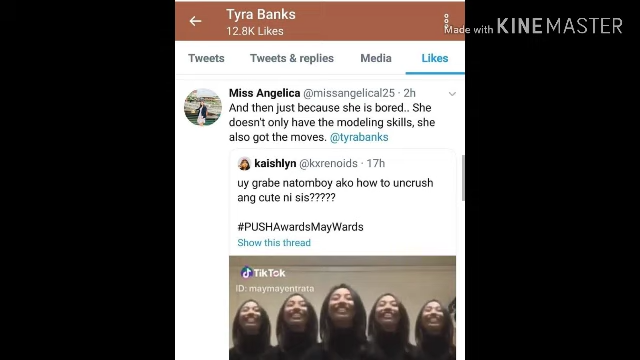 Tyra Banks
12.8K Likes
Made with KINEMASTER
Tweets Tweets & replies Media Likes
Miss Angelica @missangelical25 · 2h
And then just because she is bored.. She
doesn't only have the modeling skills, she
also got the moves. @tyrabanks
kaishlyn @kxrenoids · 17h
uy grabe natomboy ako how to uncrush
ang cute ni sis?????
#PUSHAwardsMayWards
Show this thread
TikTok
ID: maymayentrata